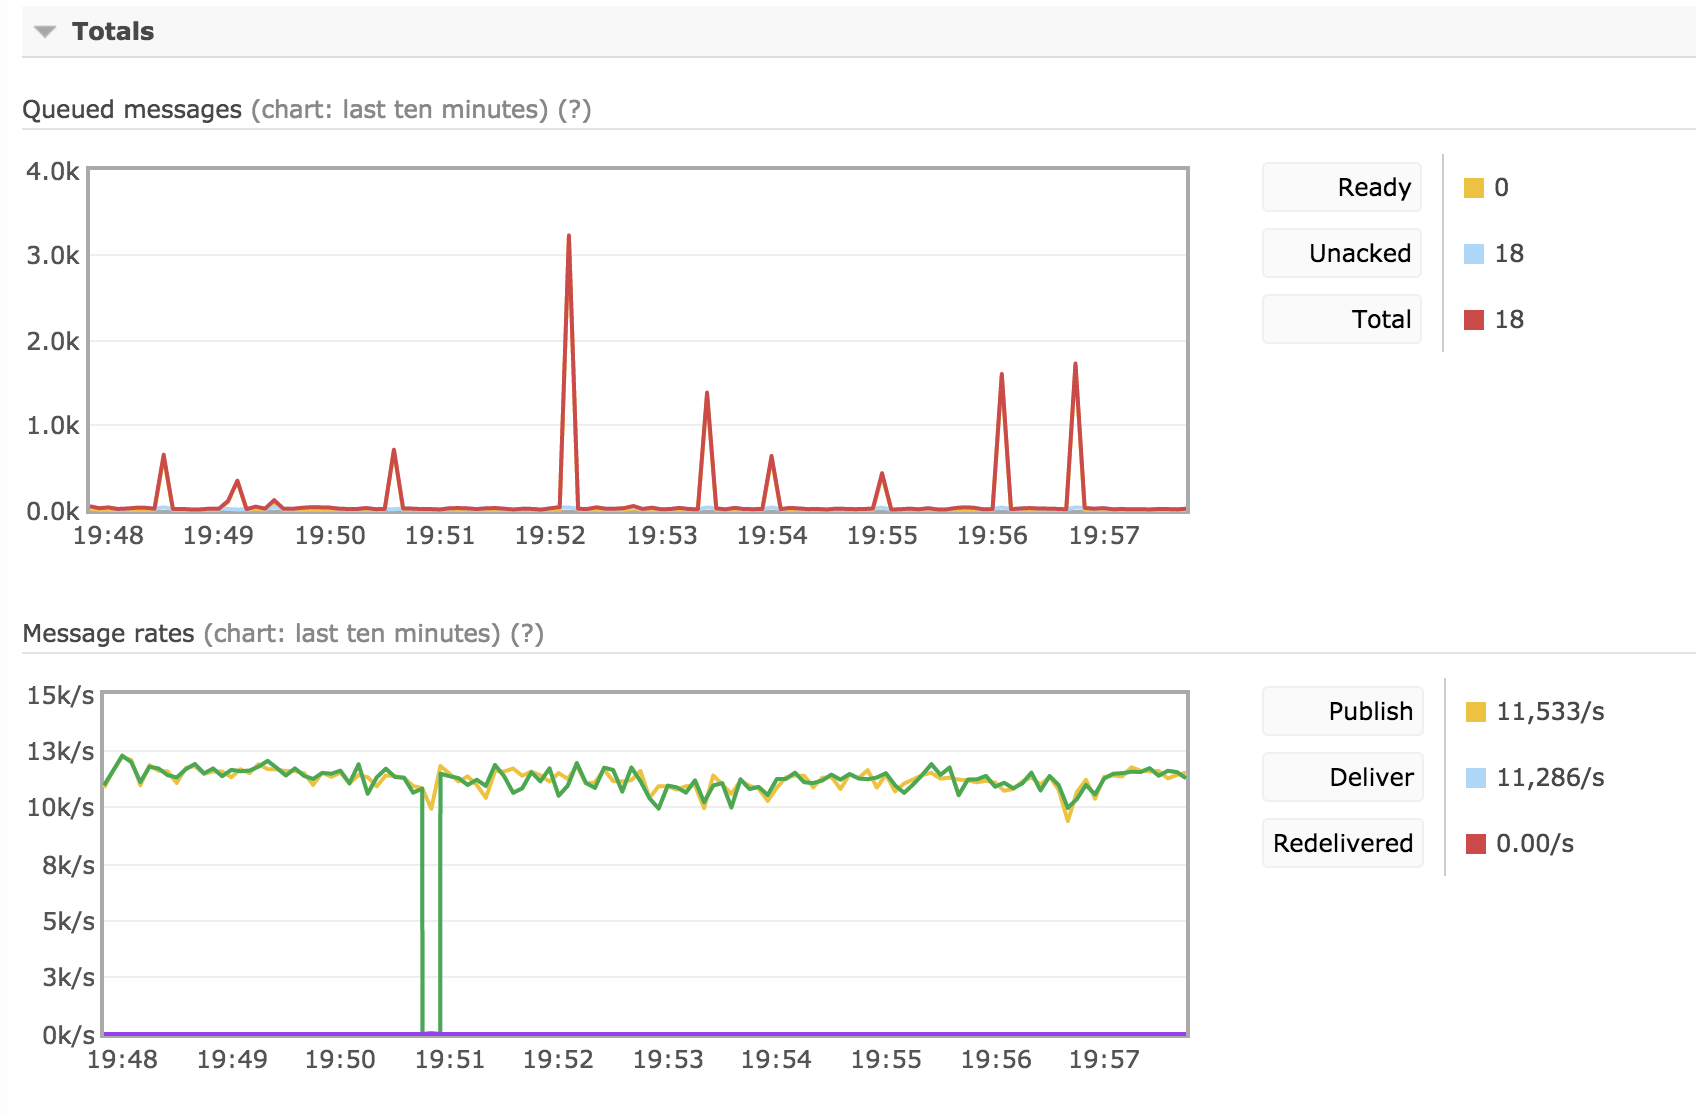 Totals
Queued messages (chart: last ten minutes) (?)
4.0k
3.0k
2.0k
1.0k
0.0k
19:48 19:49 19:50 19:51 19:52 19:53 19:54 19:55 19:56 19:57
Ready 0
Unacked 18
Total 18
Message rates (chart: last ten minutes) (?)
15k/s
13k/s
10k/s
8k/s
5k/s
3k/s
0k/s
19:48 19:49 19:50 19:51 19:52 19:53 19:54 19:55 19:56 19:57
Publish 11,533/s
Deliver 11,286/s
Redelivered 0.00/s